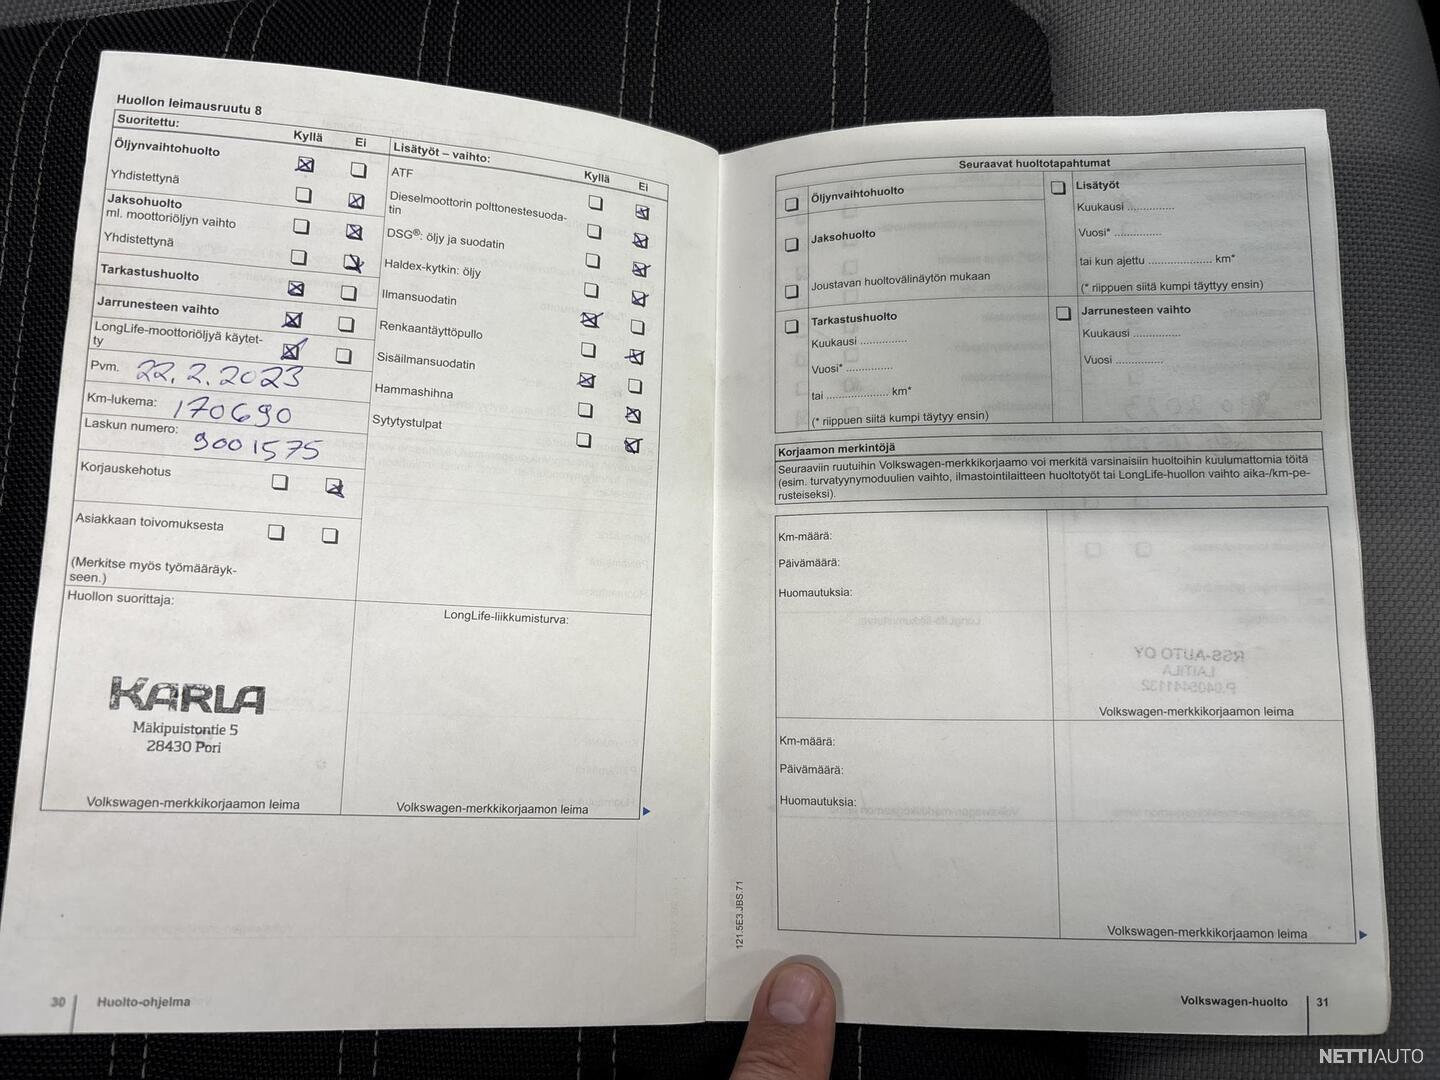 Huollon leimausruutu 8
Suoritettu:
Kyllä
Ei
Öljynvaihtohuolto
Yhdistettynä
Jaksohuolto
ml. moottoriöljyn vaihto
Yhdistettynä
Tarkastushuolto
Jarrunesteen vaihto
LongLife-moottoriöljyä käytet-
ty
Pvm. 22.2.2023
Km-lukema: 170690
Laskun numero: 9001575
Korjauskehotus
Asiakkaan toivomuksesta
(Merkitse myös työmääräyk-
seen.)
Huollon suorittaja:
KARLA
Mäkipuistontie 5
28430 Pori
Volkswagen-merkkikorjaamon leima
Lisätyöt – vaihto:
Kyllä
Ei
ATF
Dieselmoottorin polttonestesuoda-
tin
DSG®: öljy ja suodatin
Haldex-kytkin: öljy
Ilmansuodatin
Renkaantäyttöpullo
Sisäilmansuodatin
Hammashihna
Sytytystulpat
LongLife-liikkumisturva:
Volkswagen-merkkikorjaamon leima
30 Huolto-ohjelma
Seuraavat huoltotapahtumat
Öljynvaihtohuolto
Jaksohuolto
Joustavan huoltovälinäytön mukaan
Tarkastushuolto
Kuukausi ..............
Vuosi* ..............
tai .................... km*
(* riippuen siitä kumpi täytyy ensin)
Lisätyöt
Kuukausi ..............
Vuosi* ..............
tai kun ajettu .................... km*
(* riippuen siitä kumpi täyttyy ensin)
Jarrunesteen vaihto
Kuukausi ..............
Vuosi ..............
Korjaamon merkintöjä
Seuraaviin ruutuihin Volkswagen-merkkikorjaamo voi merkitä varsinaisiin huoltoihin kuulumattomia töitä
(esim. turvatyynymoduulien vaihto, ilmastointilaitteen huoltotyöt tai LongLife-huollon vaihto aika-/km-pe-
rusteiseksi).
Km-määrä:
Päivämäärä:
Huomautuksia:
RSS-AUTO OY
LAITILA
P.0405441132
Volkswagen-merkkikorjaamon leima
Km-määrä:
Päivämäärä:
Huomautuksia:
Volkswagen-merkkikorjaamon leima
121.5E3.JBS.71
Volkswagen-huolto 31
NETTIAUTO